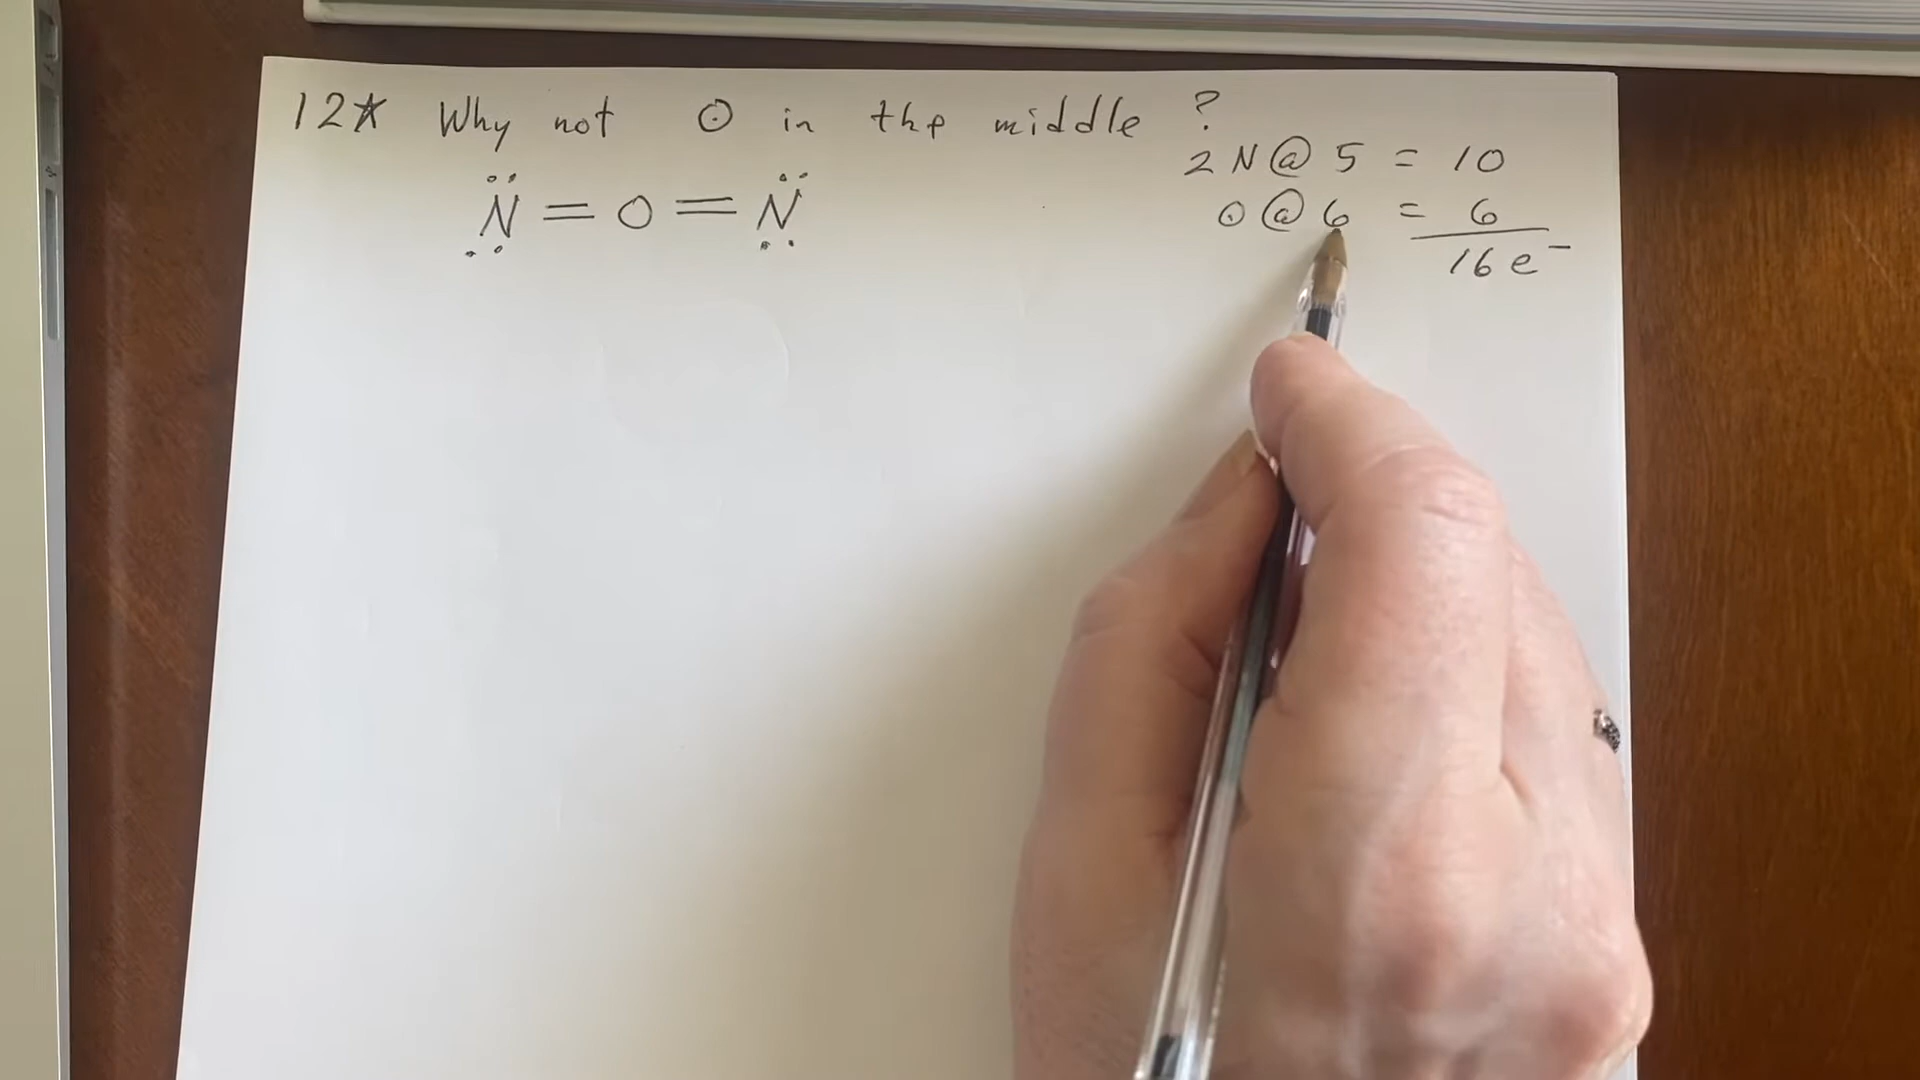 12* Why not O in the middle ?
2 N @ 5 = 10
O @ 6 = 6
16 e⁻
N = O = N